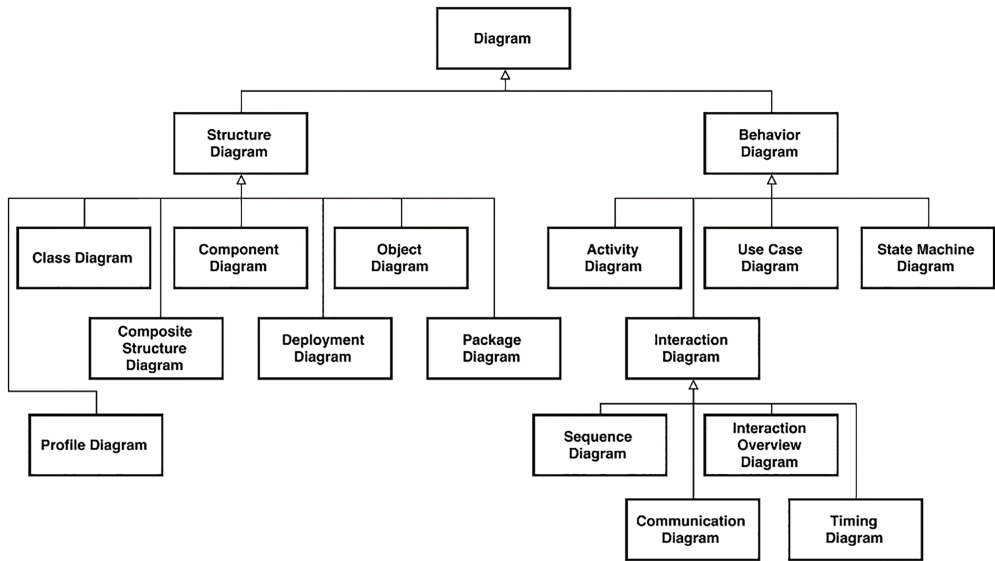 Diagram
Structure
Diagram
Behavior
Diagram
Class Diagram
Component
Diagram
Object
Diagram
Activity
Diagram
Use Case
Diagram
State Machine
Diagram
Composite
Structure
Diagram
Deployment
Diagram
Package
Diagram
Interaction
Diagram
Profile Diagram
Sequence
Diagram
Interaction
Overview
Diagram
Communication
Diagram
Timing
Diagram